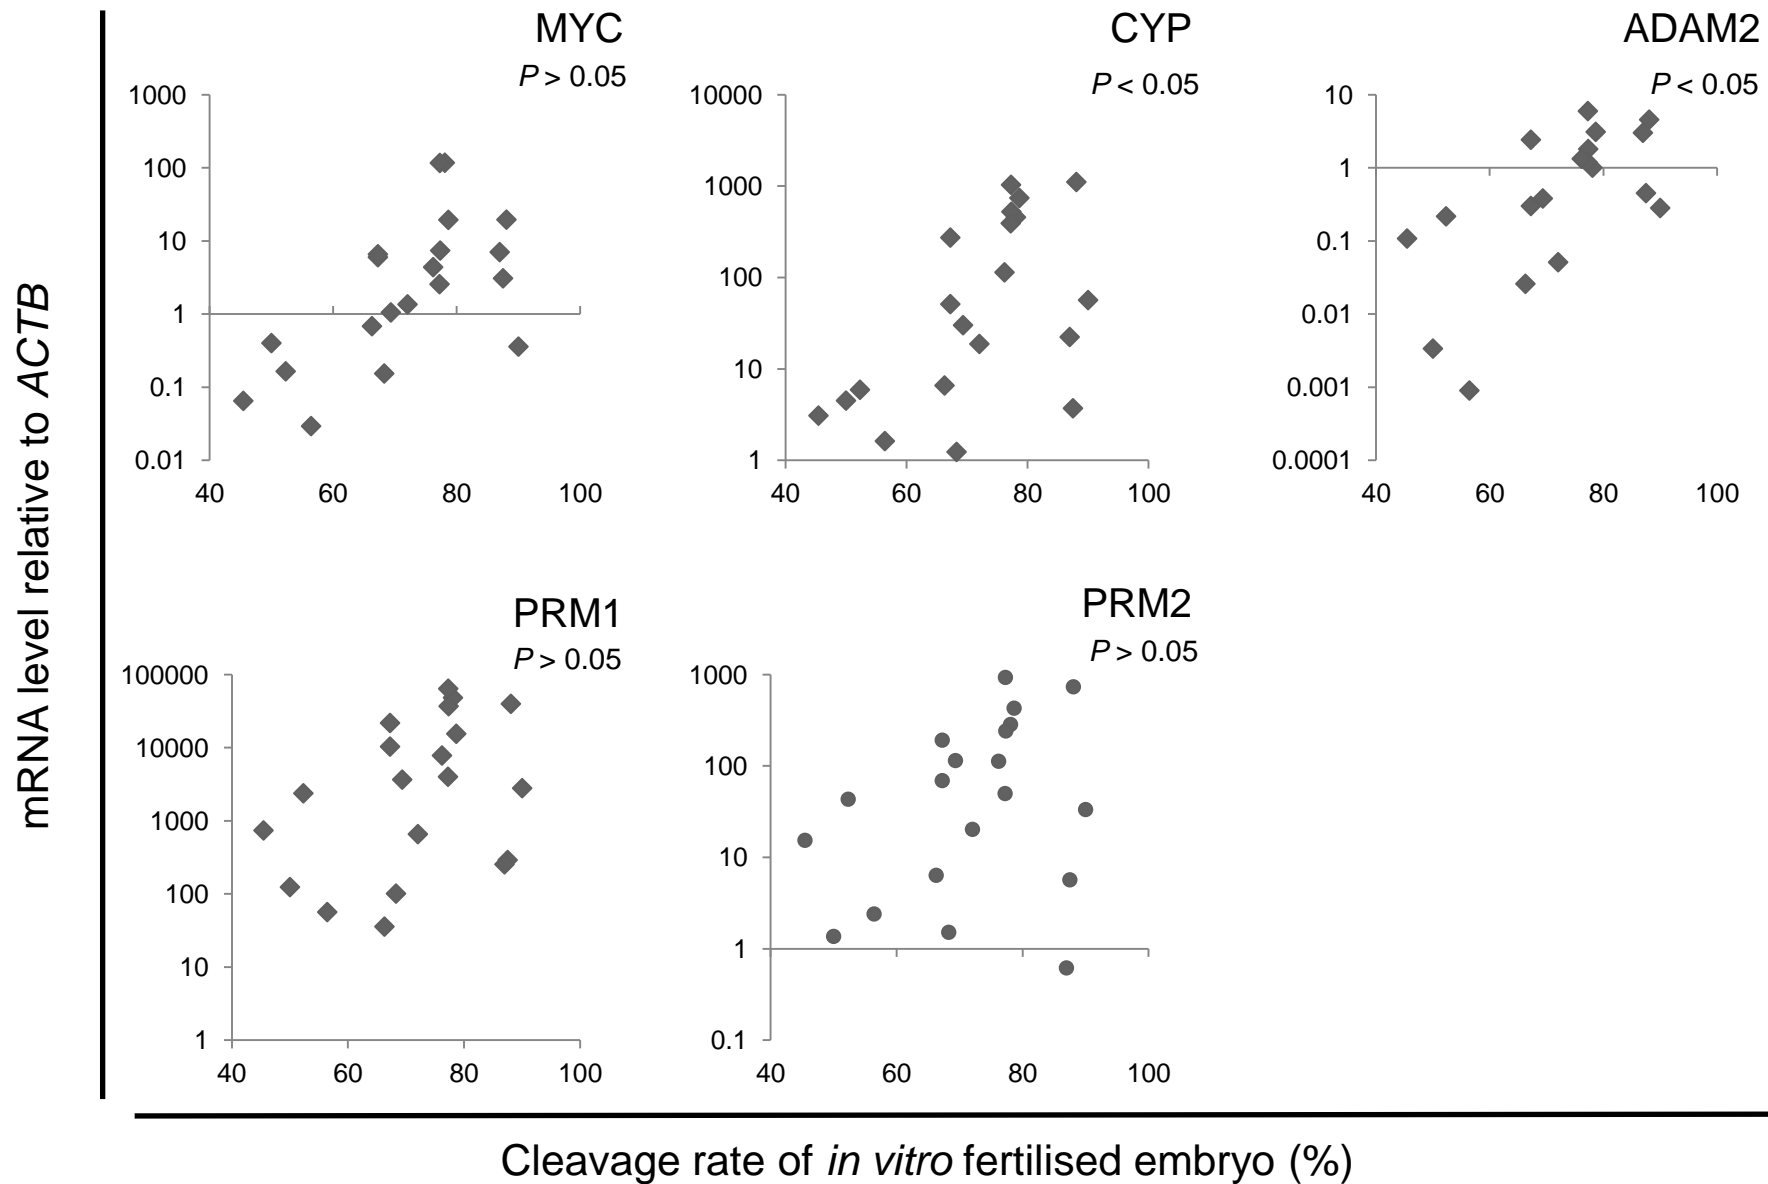 mRNA level relative to ACTB
MYC
P > 0.05
1000
100
10
1
0.1
0.01
40 60 80 100
CYP
P < 0.05
10000
1000
100
10
1
40 60 80 100
ADAM2
P < 0.05
10
1
0.1
0.01
0.001
0.0001
40 60 80 100
PRM1
P > 0.05
100000
10000
1000
100
10
1
40 60 80 100
PRM2
P > 0.05
1000
100
10
1
0.1
40 60 80 100
Cleavage rate of in vitro fertilised embryo (%)